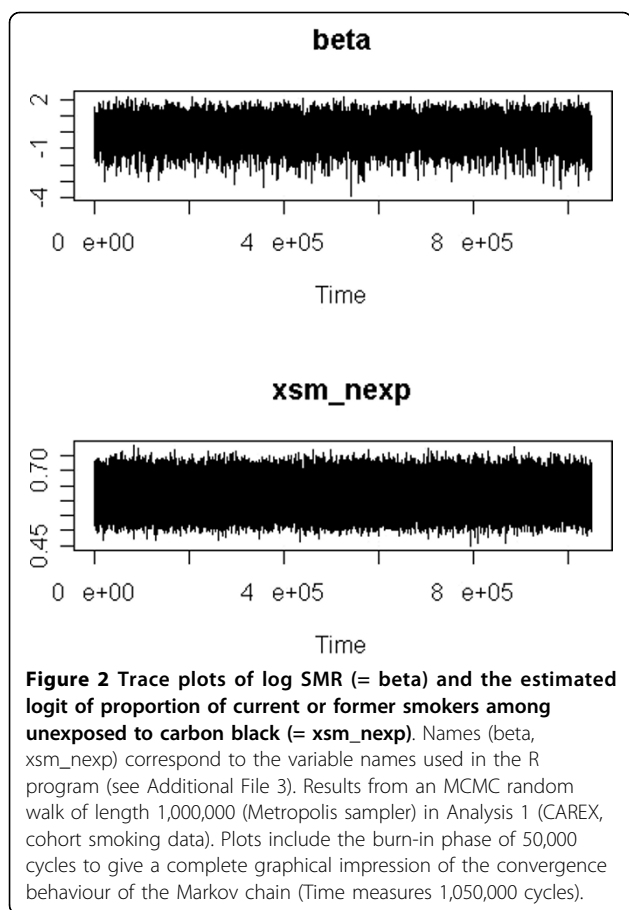 beta
2
-1
-4
0 e+00 4 e+05 8 e+05
Time
xsm_nexp
0.70
0.45
0 e+00 4 e+05 8 e+05
Time
Figure 2 Trace plots of log SMR (= beta) and the estimated
logit of proportion of current or former smokers among
unexposed to carbon black (= xsm_nexp). Names (beta,
xsm_nexp) correspond to the variable names used in the R
program (see Additional File 3). Results from an MCMC random
walk of length 1,000,000 (Metropolis sampler) in Analysis 1 (CAREX,
cohort smoking data). Plots include the burn-in phase of 50,000
cycles to give a complete graphical impression of the convergence
behaviour of the Markov chain (Time measures 1,050,000 cycles).